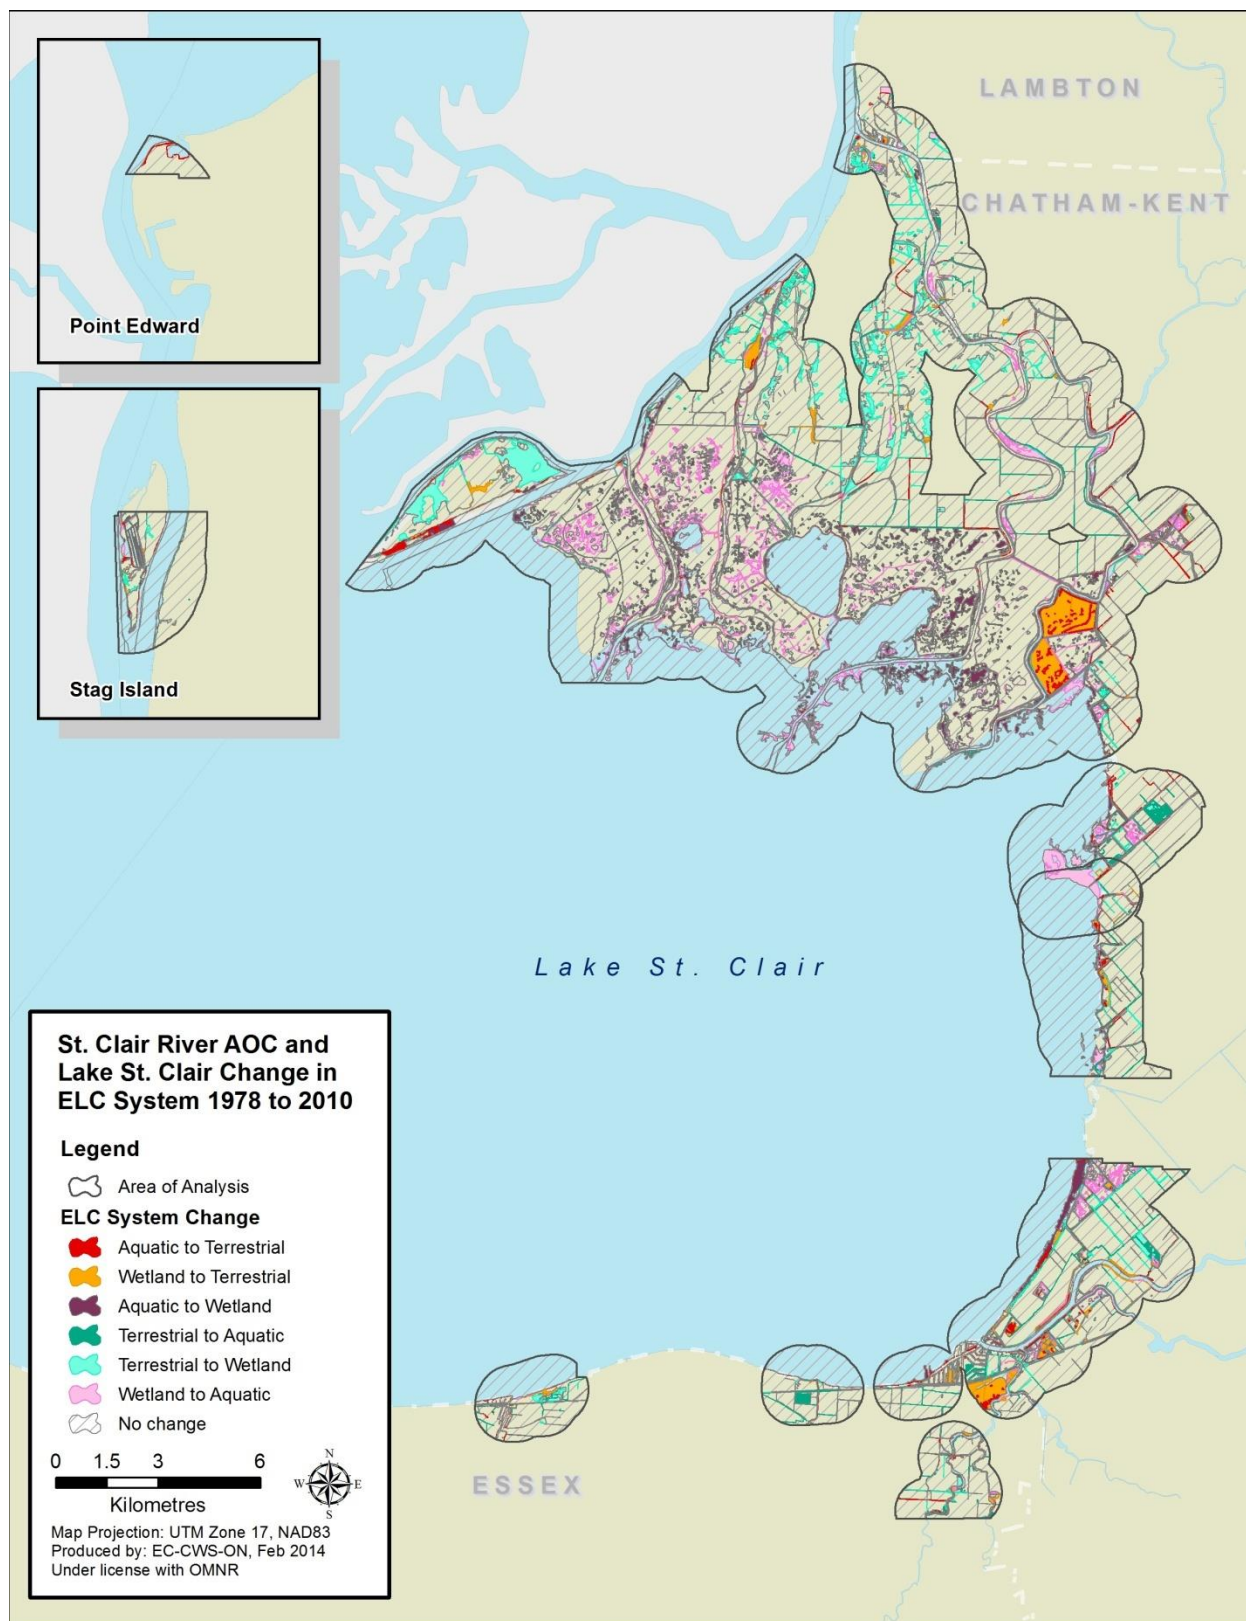 LAMBTON
CHATHAM-KENT
Point Edward
Stag Island
Lake St. Clair
ESSEX
St. Clair River AOC and
Lake St. Clair Change in
ELC System 1978 to 2010
Legend
Area of Analysis
ELC System Change
Aquatic to Terrestrial
Wetland to Terrestrial
Aquatic to Wetland
Terrestrial to Aquatic
Terrestrial to Wetland
Wetland to Aquatic
No change
0 1.5 3 6
Kilometres
N
W E
S
Map Projection: UTM Zone 17, NAD83
Produced by: EC-CWS-ON, Feb 2014
Under license with OMNR